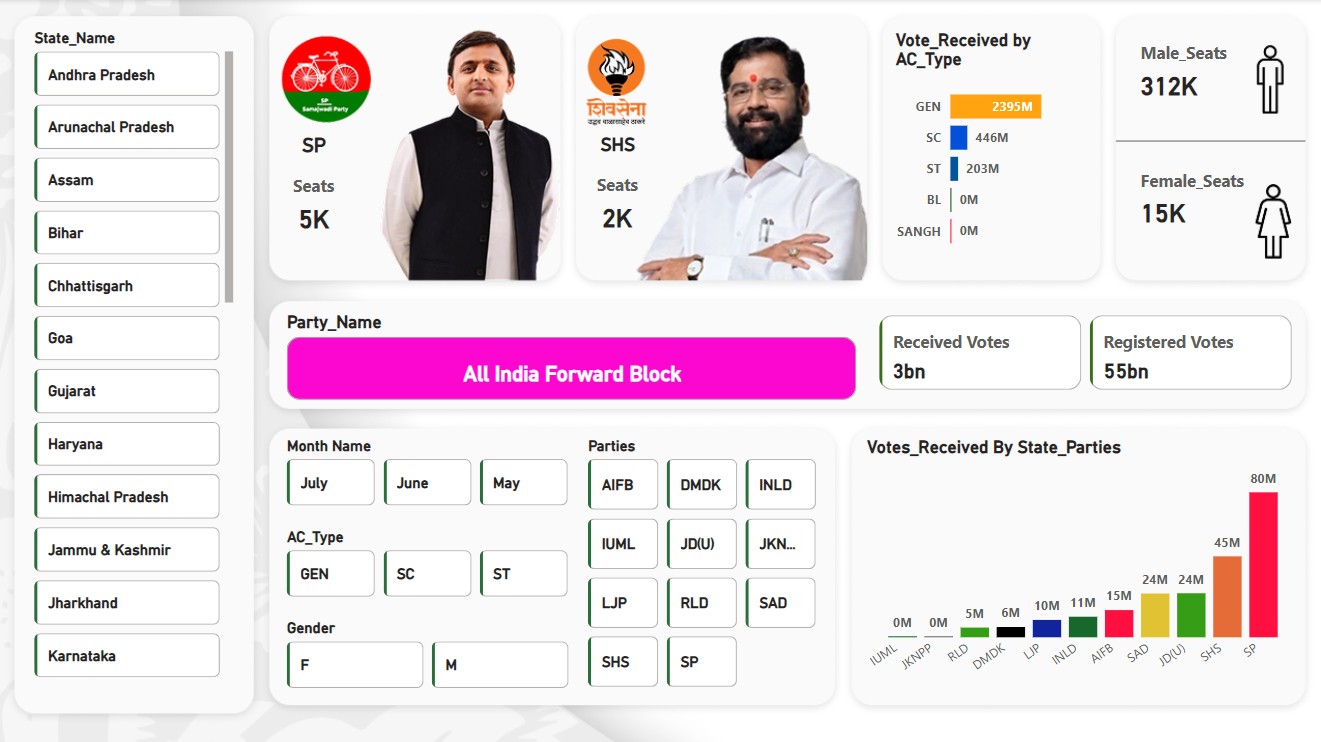 State_Name
Andhra Pradesh
Arunachal Pradesh
Assam
Bihar
Chhattisgarh
Goa
Gujarat
Haryana
Himachal Pradesh
Jammu & Kashmir
Jharkhand
Karnataka
SP
Samajwadi Party
SP
Seats
5K
शिवसेना
उद्धव बाळासाहेब ठाकरे
SHS
Seats
2K
Vote_Received by
AC_Type
GEN 2395M
SC 446M
ST 203M
BL 0M
SANGH 0M
Male_Seats
312K
Female_Seats
15K
Party_Name
All India Forward Block
Received Votes
3bn
Registered Votes
55bn
Month Name
July June May
AC_Type
GEN SC ST
Gender
F M
Parties
AIFB DMDK INLD
IUML JD(U) JKN...
LJP RLD SAD
SHS SP
Votes_Received By State_Parties
0M 0M 5M 6M 10M 11M 15M 24M 24M 45M 80M
IUML JKNPP RLD DMDK LJP INLD AIFB SAD JD(U) SHS SP